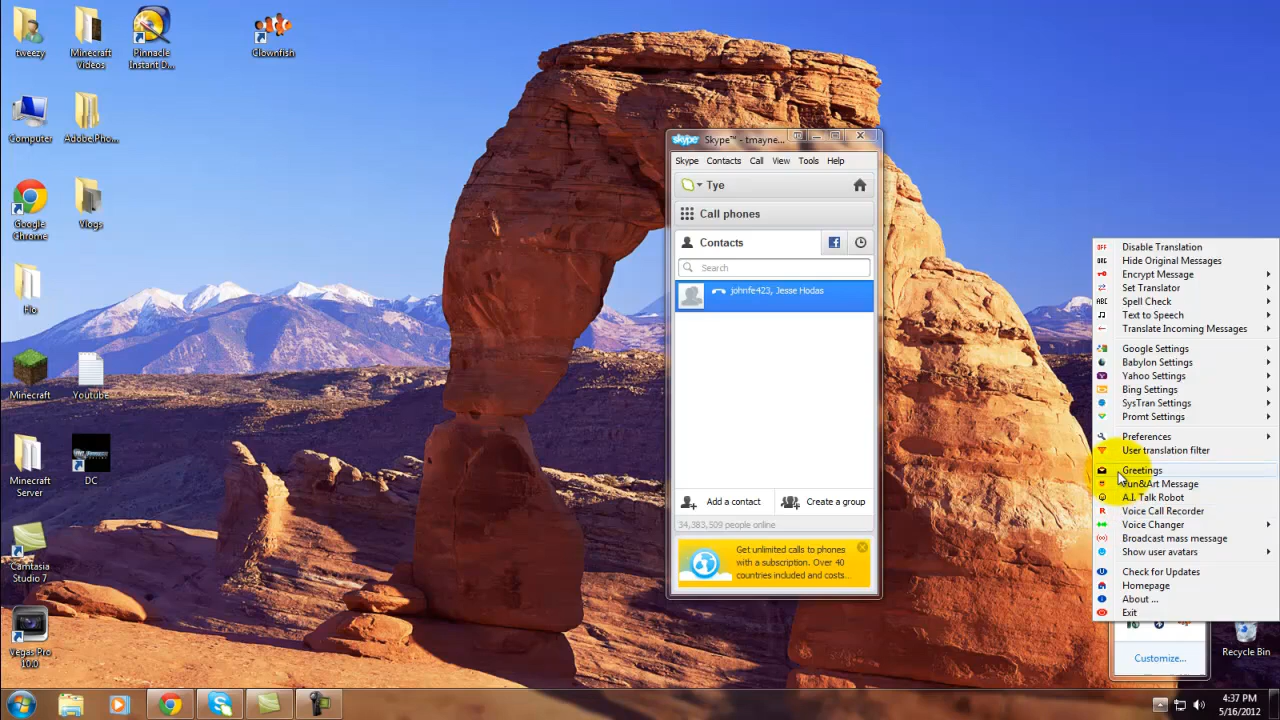 tweezy
Minecraft Videos
Pinnacle Instant D...
Clownfish
Computer
Adobe Pho...
Google Chrome
Vlogs
Flo
Minecraft
Youtube
Minecraft Server
DC
Camtasia Studio
Vegas Pro 10.0
skype Skype™ - tmayne...
Skype Contacts Call View Tools Help
Tye
Call phones
Contacts
Search
johnfe423, Jesse Hodas
Add a contact Create a group
34,383,509 people online
Get unlimited calls to phones
with a subscription. Over 40
countries included and costs...
OFF Disable Translation
Hide Original Messages
Encrypt Message
Set Translator
ABC Spell Check
Text to Speech
Translate Incoming Messages
Google Settings
Babylon Settings
Yahoo Settings
Bing Settings
SysTran Settings
Promt Settings
Preferences
User translation filter
Greetings
Fun&Art Message
A.I. Talk Robot
R Voice Call Recorder
Voice Changer
Broadcast mass message
Show user avatars
Check for Updates
Homepage
About ...
Exit
Customize...
Recycle Bin
4:37 PM
5/16/2012